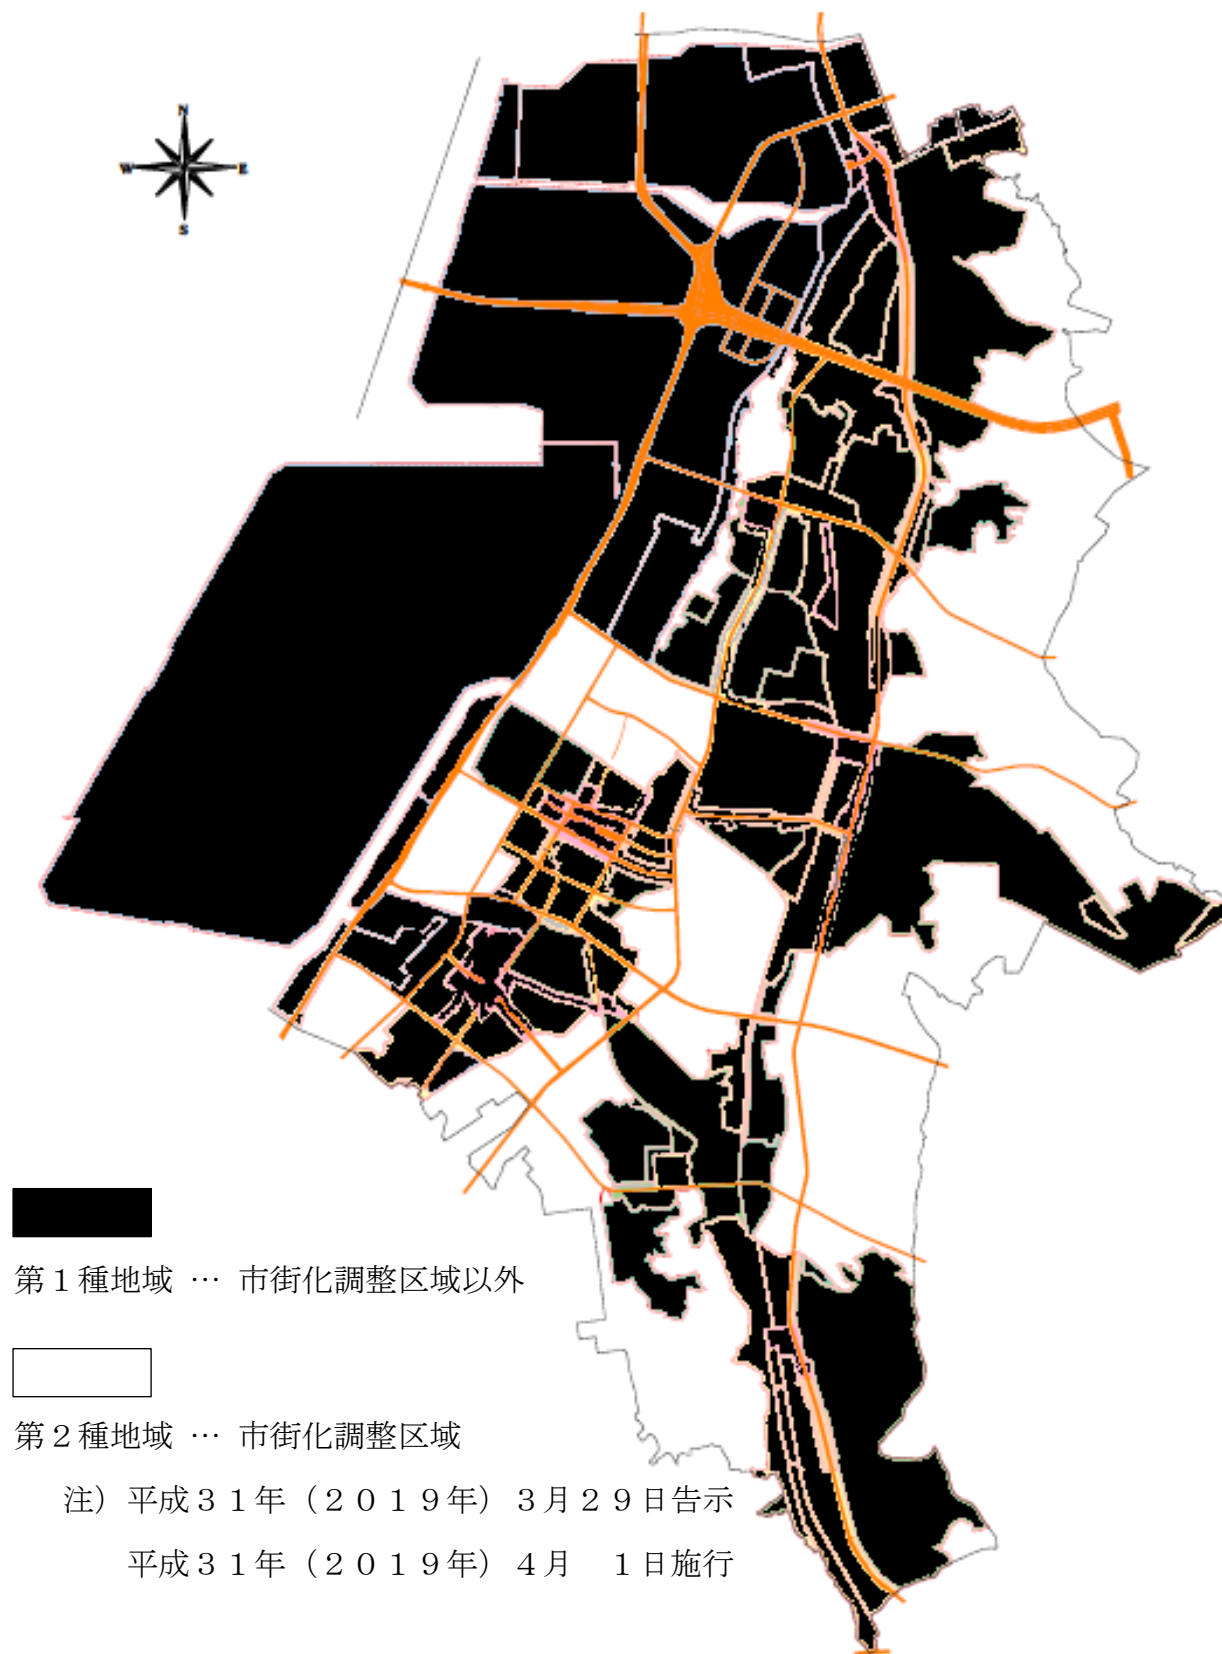 N
W E
S
第１種地域 … 市街化調整区域以外
第２種地域 … 市街化調整区域
注）平成３１年（２０１９年）３月２９日告示
平成３１年（２０１９年）４月　１日施行